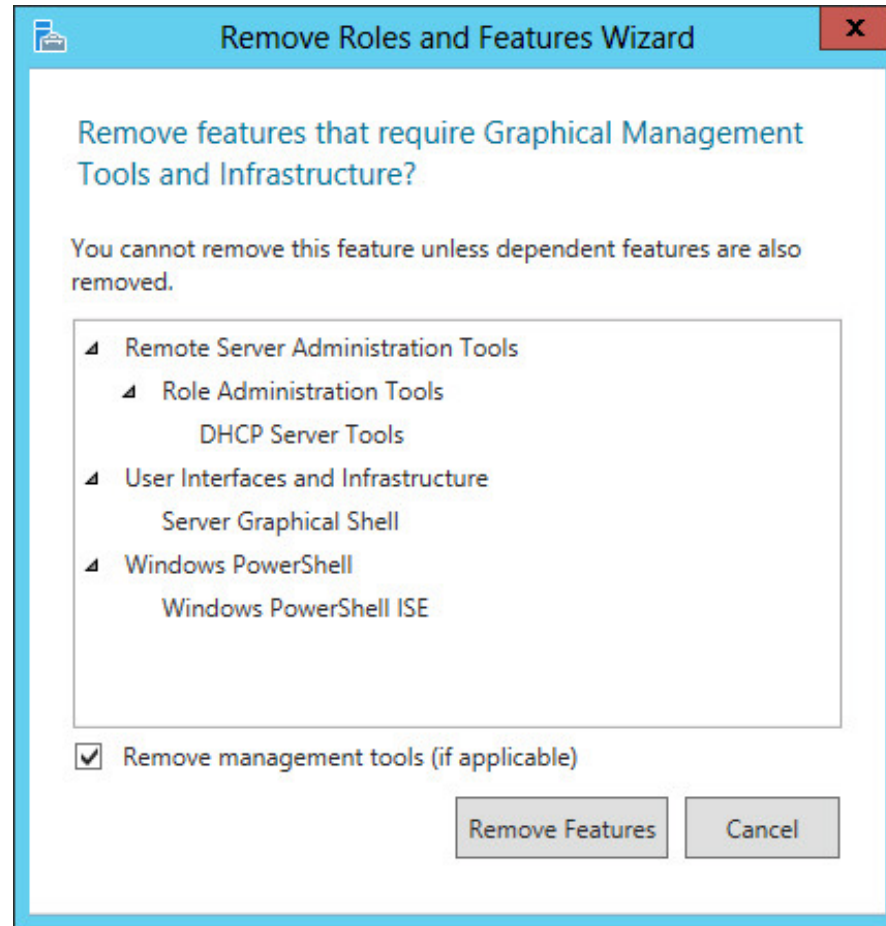 Remove Roles and Features Wizard
x
Remove features that require Graphical Management
Tools and Infrastructure?
You cannot remove this feature unless dependent features are also
removed.
Remote Server Administration Tools
Role Administration Tools
DHCP Server Tools
User Interfaces and Infrastructure
Server Graphical Shell
Windows PowerShell
Windows PowerShell ISE
Remove management tools (if applicable)
Remove Features
Cancel